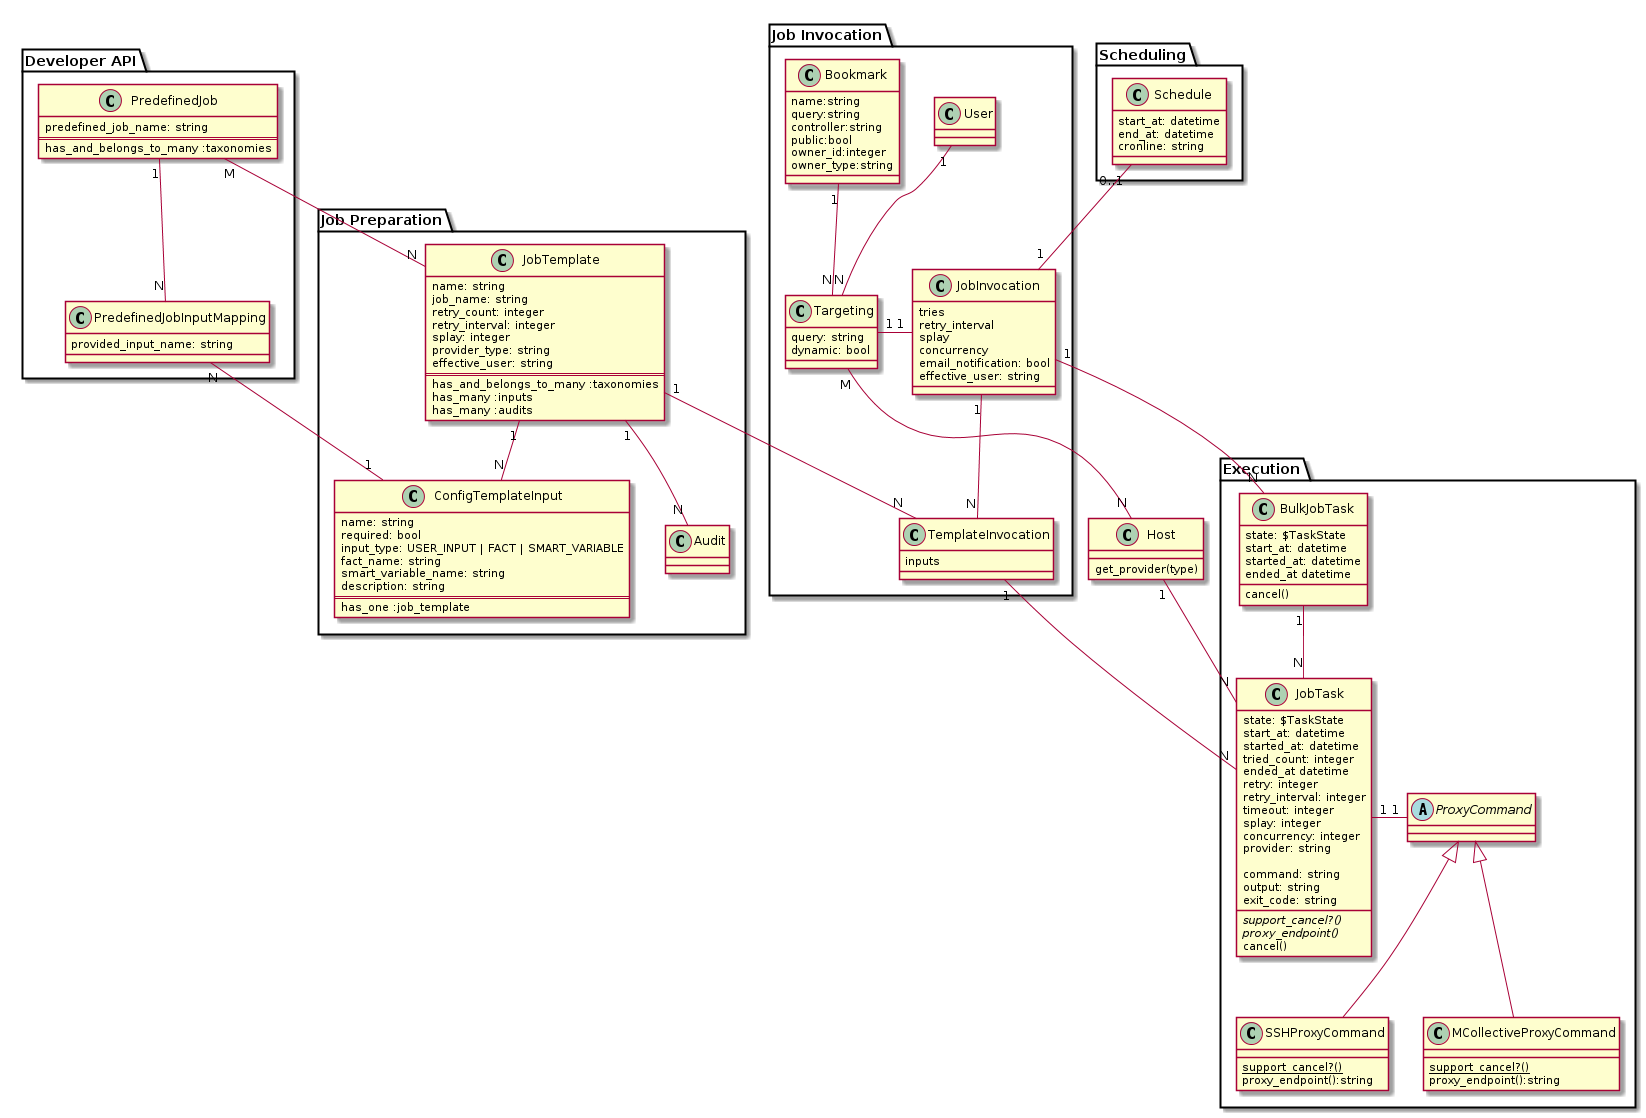 Developer API
C PredefinedJob
predefined_job_name: string
has_and_belongs_to_many :taxonomies
1
M
N
C PredefinedJobInputMapping
provided_input_name: string
N
Job Preparation
N
C JobTemplate
name: string
job_name: string
retry_count: integer
retry_interval: integer
splay: integer
provider_type: string
effective_user: string
has_and_belongs_to_many :taxonomies
has_many :inputs
has_many :audits
1
1
1
1
N
N
C ConfigTemplateInput
name: string
required: bool
input_type: USER_INPUT | FACT | SMART_VARIABLE
fact_name: string
smart_variable_name: string
description: string
has_one :job_template
C Audit
Job Invocation
C Bookmark
name:string
query:string
controller:string
public:bool
owner_id:integer
owner_type:string
C User
1
1
N
N
C Targeting
query: string
dynamic: bool
1 1
M
C JobInvocation
tries
retry_interval
splay
concurrency
email_notification: bool
effective_user: string
1
1
1
N
N
C TemplateInvocation
inputs
1
Scheduling
C Schedule
start_at: datetime
end_at: datetime
cronline: string
0..1
N
C Host
get_provider(type)
1
Execution
N
C BulkJobTask
state: $TaskState
start_at: datetime
started_at: datetime
ended_at datetime
cancel()
1
N
N
N
C JobTask
state: $TaskState
start_at: datetime
started_at: datetime
tried_count: integer
ended_at datetime
retry: integer
retry_interval: integer
timeout: integer
splay: integer
concurrency: integer
provider: string
command: string
output: string
exit_code: string
support_cancel?()
proxy_endpoint()
cancel()
1 1
A ProxyCommand
C SSHProxyCommand
support_cancel?()
proxy_endpoint():string
C MCollectiveProxyCommand
support_cancel?()
proxy_endpoint():string